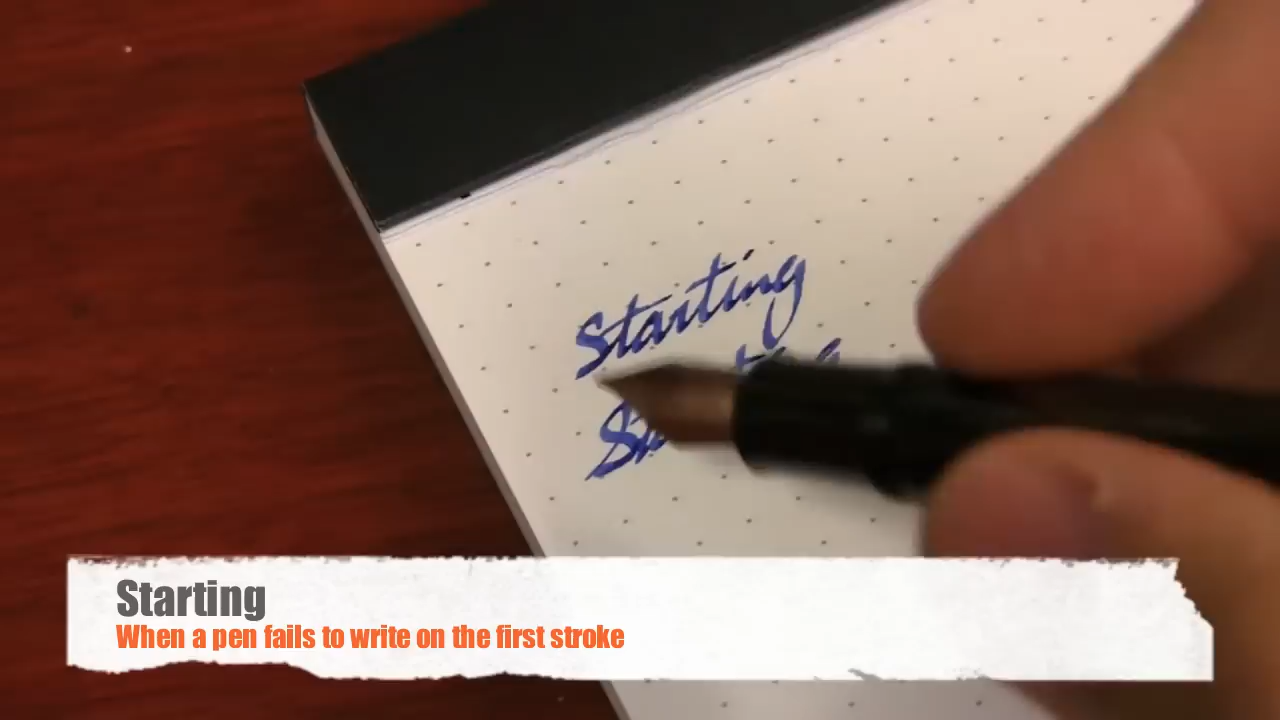 Starting
Starting
When a pen fails to write on the first stroke